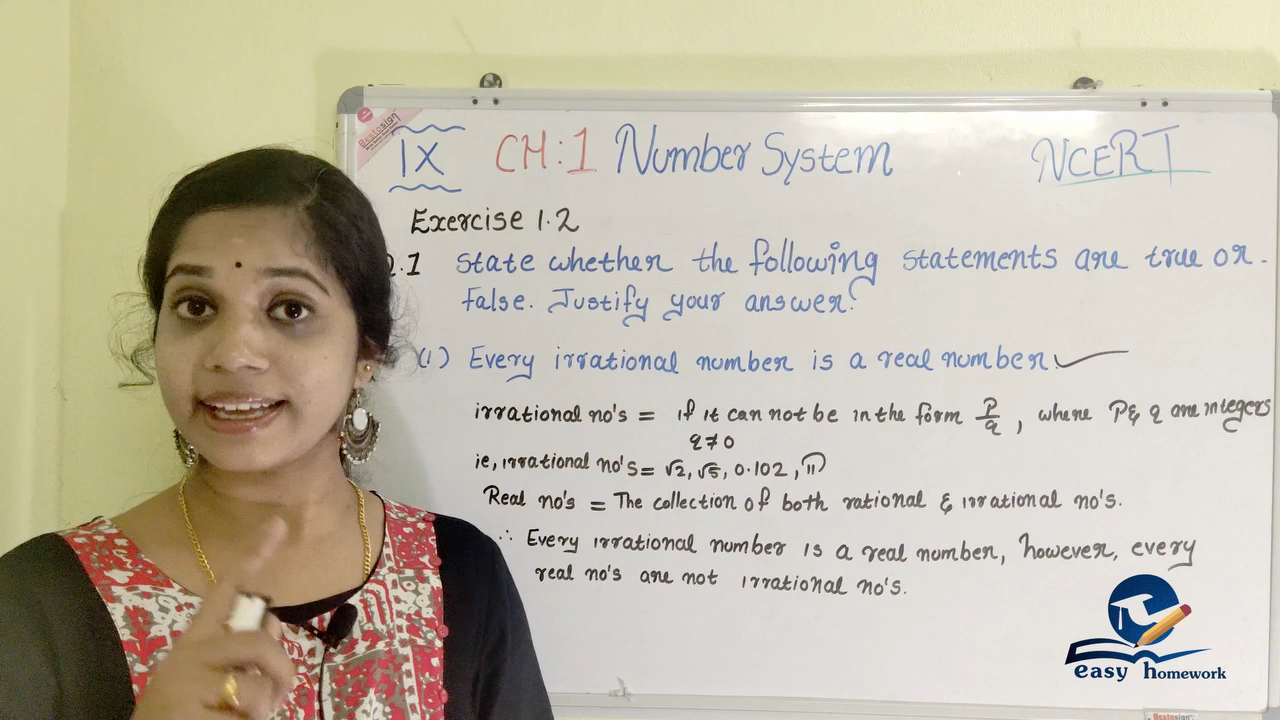 Bestosign
IX CH:1 Number System NCERT
Exercise 1.2
Q.1 State whether the following statements are true or
false. Justify your answer.
(1) Every irrational number is a real number. ✓
irrational no's = if it can not be in the form P/q, where P & q are integers
q≠0
ie, irrational no's = √2, √5, 0.102, π
Real no's = The collection of both rational & irrational no's.
∴ Every irrational number is a real number, however, every
real no's are not irrational no's.
easy homework
Bestosign